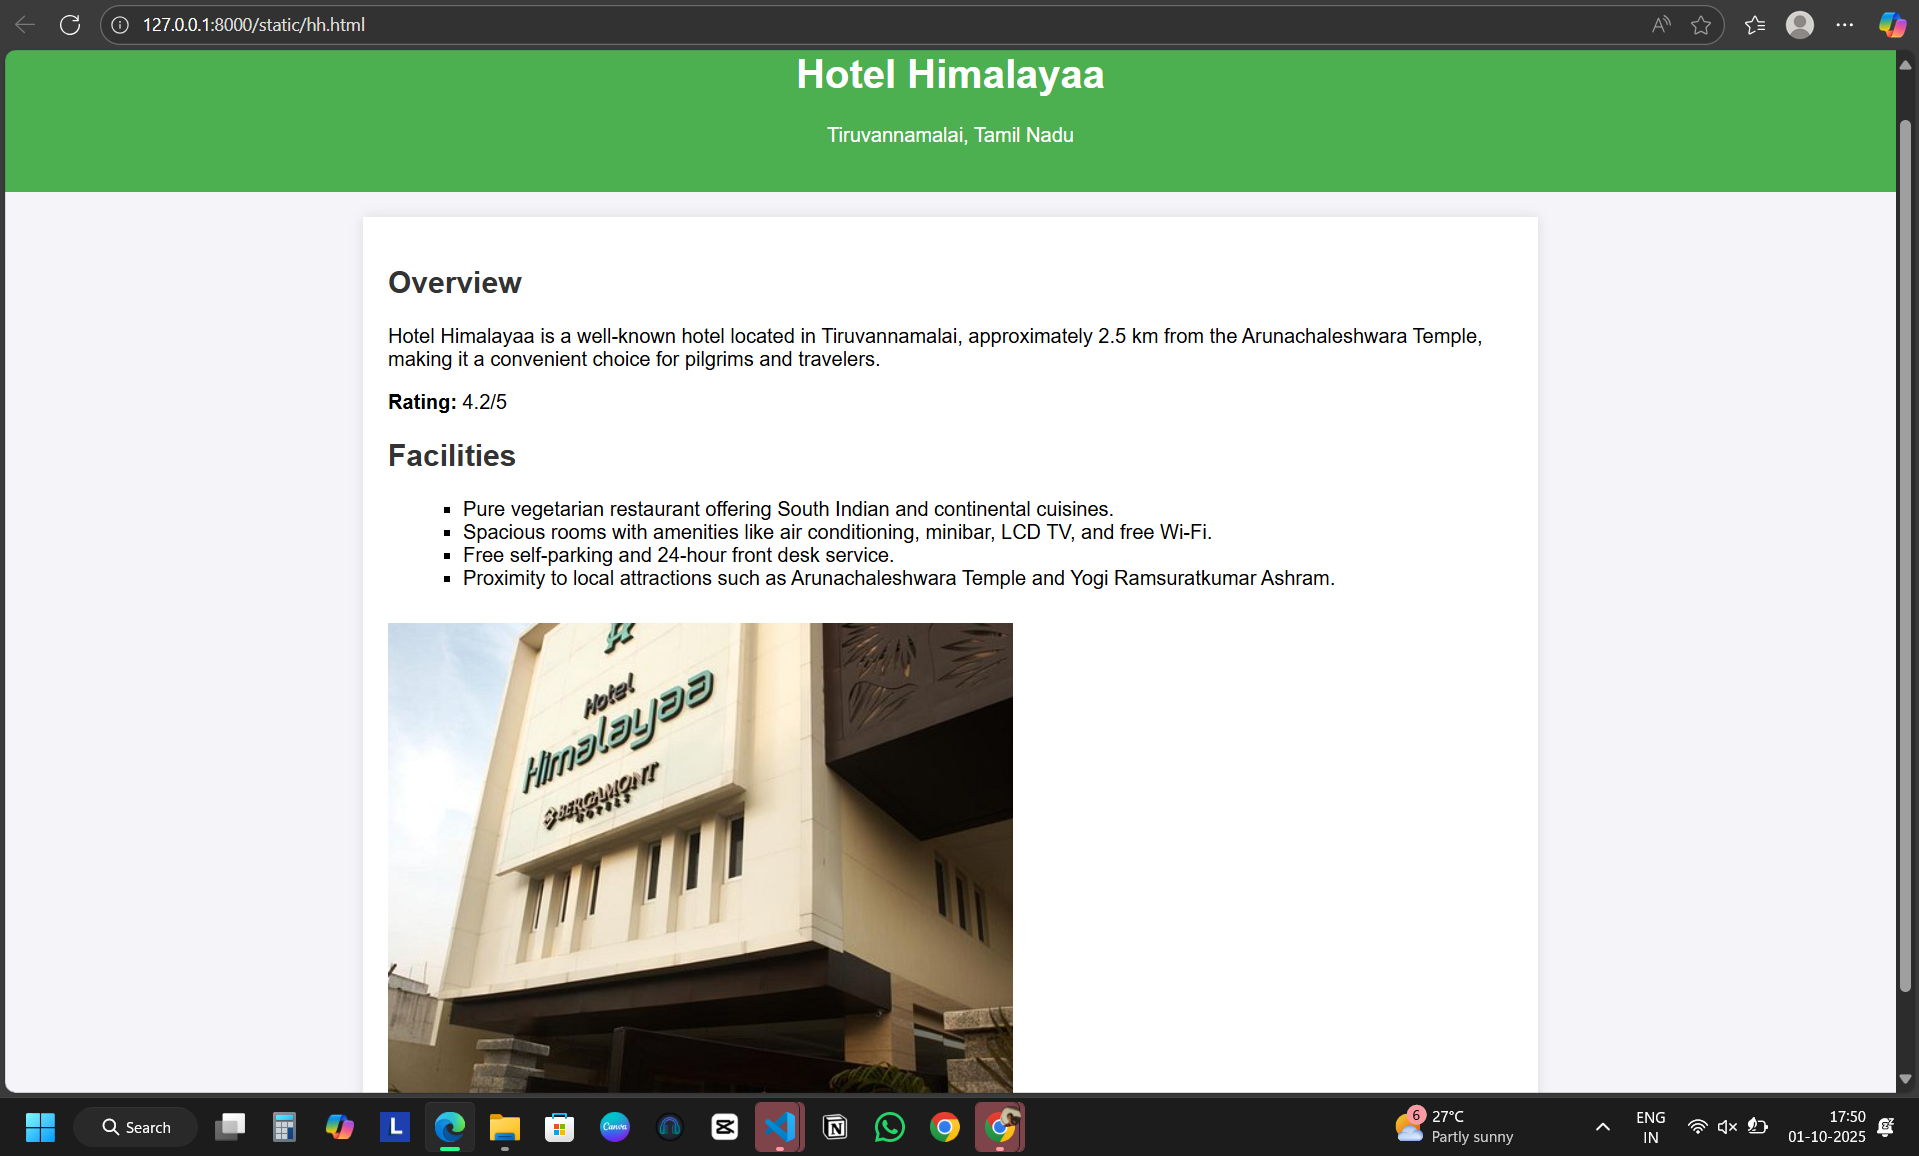 127.0.0.1:8000/static/hh.html
Hotel Himalayaa
Tiruvannamalai, Tamil Nadu
Overview
Hotel Himalayaa is a well-known hotel located in Tiruvannamalai, approximately 2.5 km from the Arunachaleshwara Temple,
making it a convenient choice for pilgrims and travelers.
Rating: 4.2/5
Facilities
Pure vegetarian restaurant offering South Indian and continental cuisines.
Spacious rooms with amenities like air conditioning, minibar, LCD TV, and free Wi-Fi.
Free self-parking and 24-hour front desk service.
Proximity to local attractions such as Arunachaleshwara Temple and Yogi Ramsuratkumar Ashram.
Hotel
Himalayaa
BERGAMONT
HOTELS
Search
L
Canva
6
27°C
Partly sunny
ENG
IN
17:50
01-10-2025